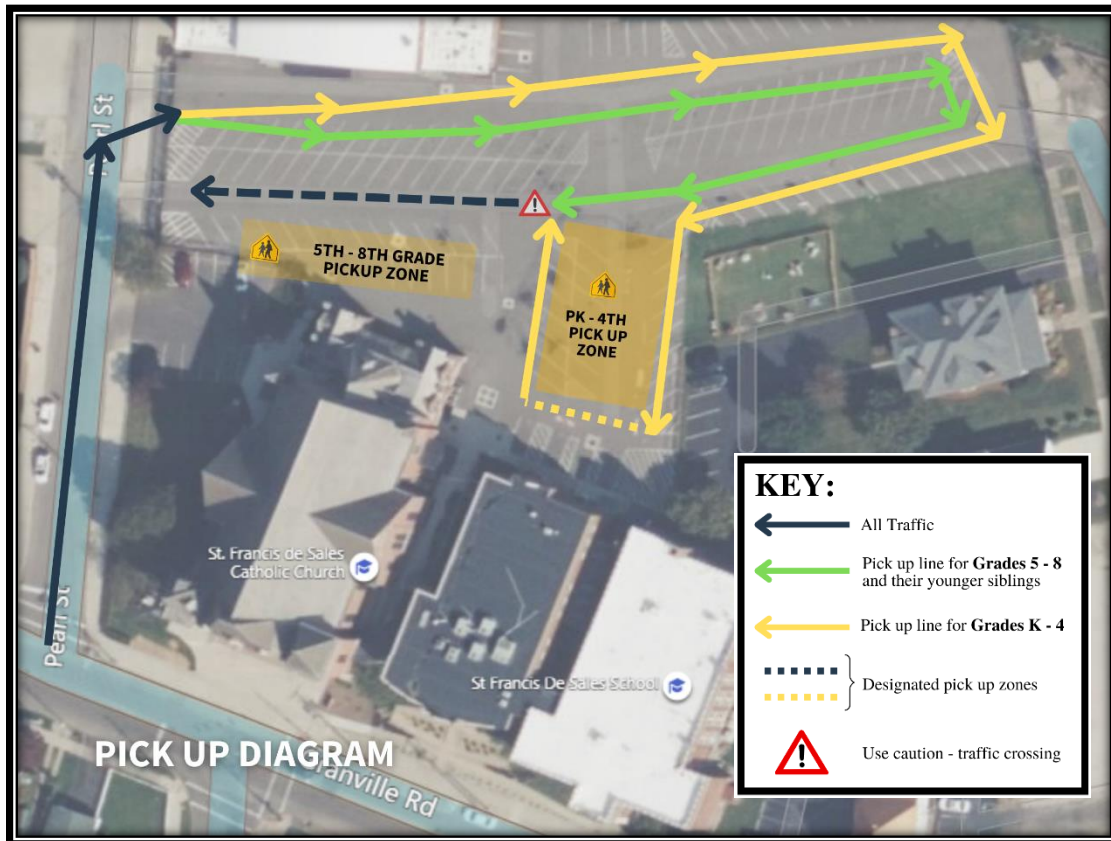 Pearl St
5TH - 8TH GRADE
PICKUP ZONE
PK - 4TH
PICK UP
ZONE
St. Francis de Sales
Catholic Church
St Francis De Sales School
Pearl St
PICK UP DIAGRAM
Granville Rd
KEY:
All Traffic
Pick up line for Grades 5 - 8
and their younger siblings
Pick up line for Grades K - 4
Designated pick up zones
Use caution - traffic crossing